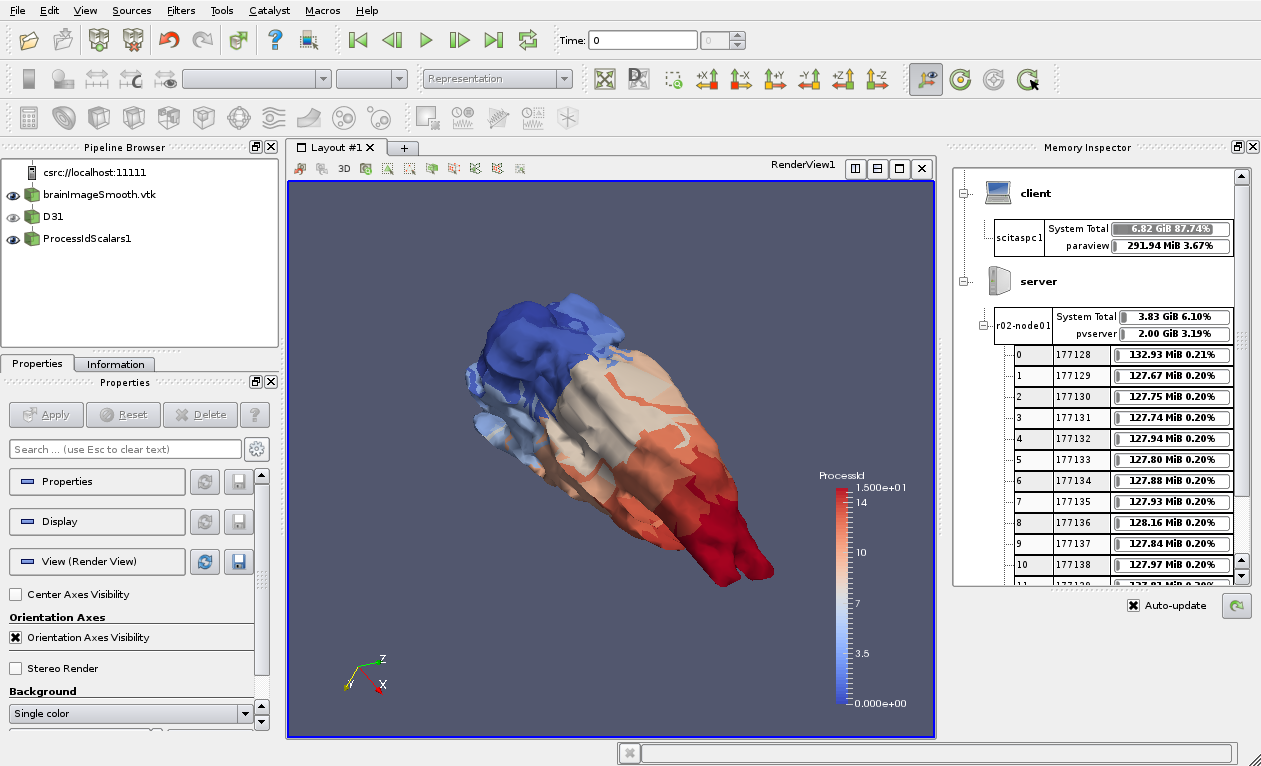 File Edit View Sources Filters Tools Catalyst Macros Help
Time: 0 0
Representation
+X -X +Y -Y +Z -Z
Pipeline Browser
csrc://localhost:11111
brainImageSmooth.vtk
D31
ProcessIdScalars1
Properties Information
Properties
Apply Reset Delete ?
Search ... (use Esc to clear text)
Properties
Display
View (Render View)
Center Axes Visibility
Orientation Axes
Orientation Axes Visibility
Stereo Render
Background
Single color
Layout #1 +
3D RenderView1
ProcessId
1.500e+01
14
10
7
3.5
0.000e+00
Z
Y X
Memory Inspector
client
scitaspc1 System Total 6.82 GiB 87.74%
paraview 291.94 MiB 3.67%
server
r02-node01 System Total 3.83 GiB 6.10%
pvserver 2.00 GiB 3.19%
0 177128 132.93 MiB 0.21%
1 177129 127.67 MiB 0.20%
2 177130 127.75 MiB 0.20%
3 177131 127.74 MiB 0.20%
4 177132 127.94 MiB 0.20%
5 177133 127.80 MiB 0.20%
6 177134 127.88 MiB 0.20%
7 177135 127.93 MiB 0.20%
8 177136 128.16 MiB 0.20%
9 177137 127.84 MiB 0.20%
10 177138 127.97 MiB 0.20%
Auto-update